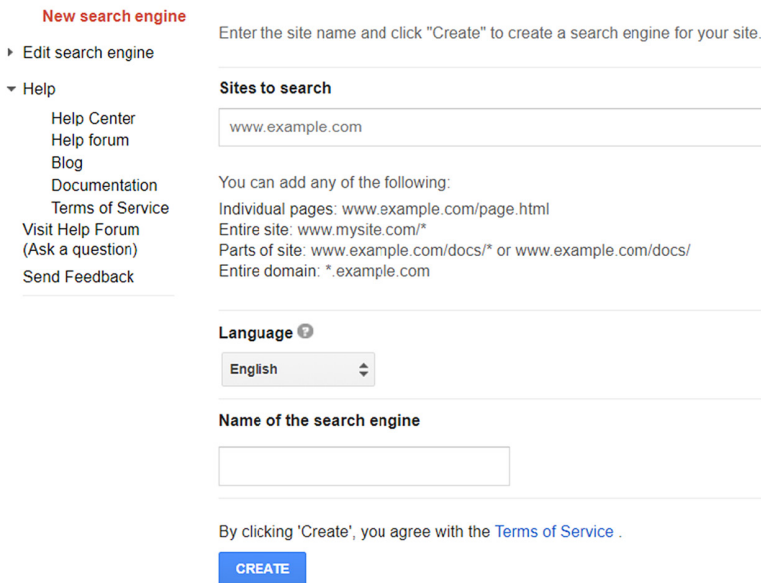 New search engine
Edit search engine
Help
Help Center
Help forum
Blog
Documentation
Terms of Service
Visit Help Forum
(Ask a question)
Send Feedback
Enter the site name and click "Create" to create a search engine for your site.
Sites to search
www.example.com
You can add any of the following:
Individual pages: www.example.com/page.html
Entire site: www.mysite.com/*
Parts of site: www.example.com/docs/* or www.example.com/docs/
Entire domain: *.example.com
Language ?
English
Name of the search engine
By clicking 'Create', you agree with the Terms of Service .
CREATE